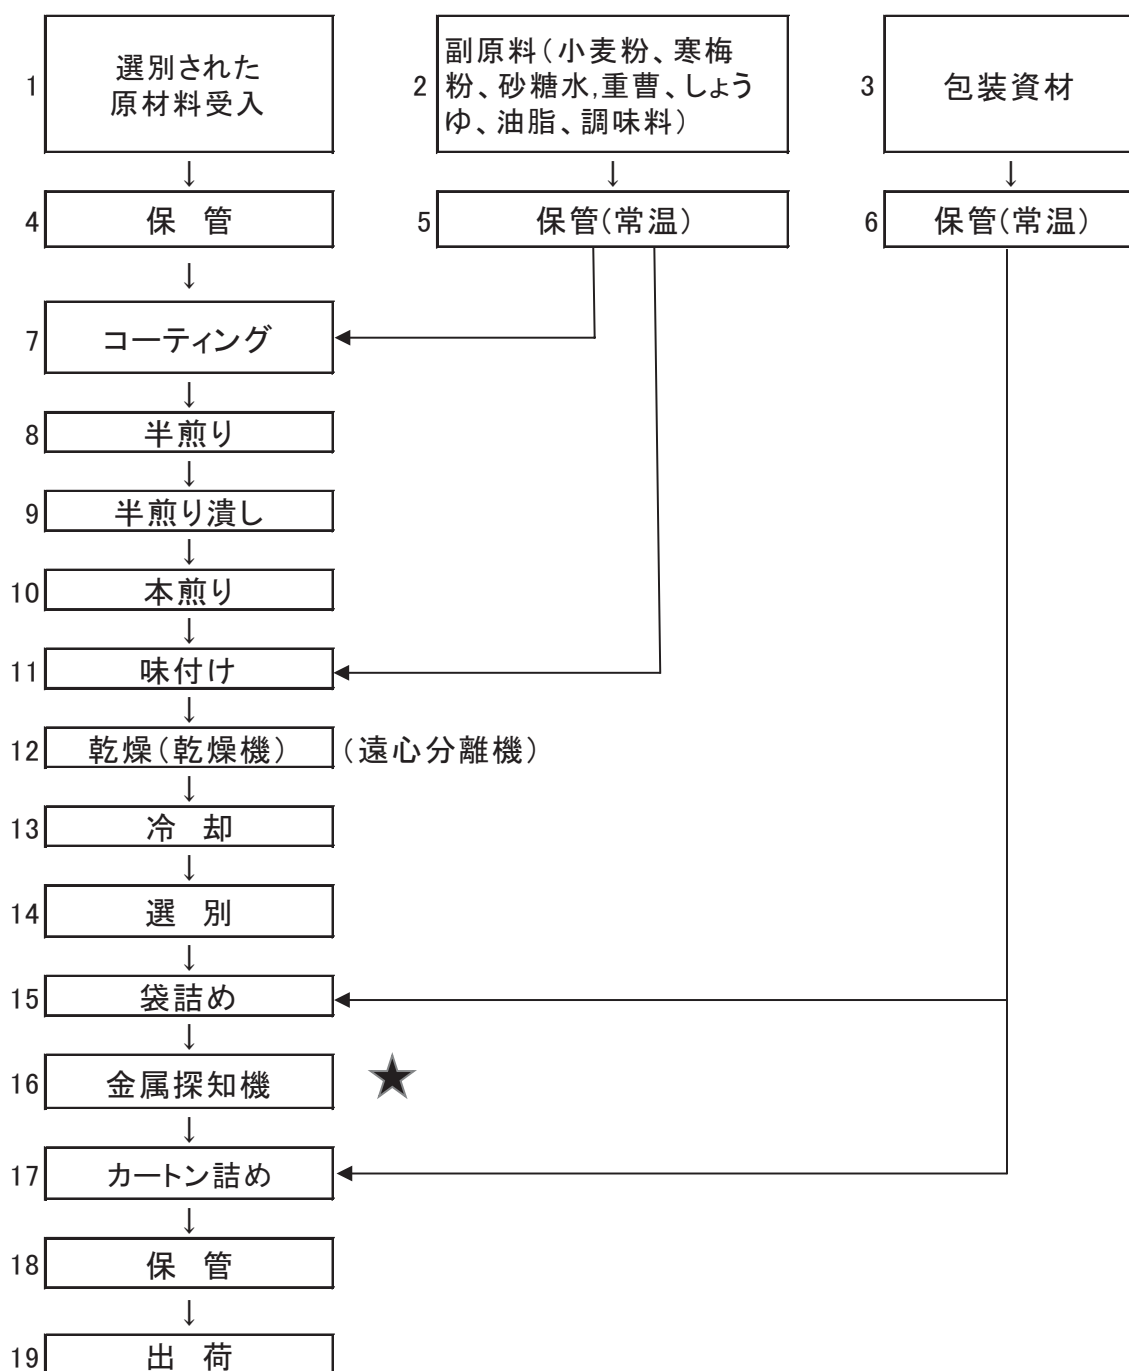 1
選別された
原材料受入
2
副原料(小麦粉、寒梅
粉、砂糖水,重曹、しょう
ゆ、油脂、調味料)
3
包装資材
↓
↓
↓
4
保 管
5
保管(常温)
6
保管(常温)
↓
7
コーティング
↓
8
半煎り
↓
9
半煎り潰し
↓
10
本煎り
↓
11
味付け
↓
12
乾燥(乾燥機)
(遠心分離機)
↓
13
冷 却
↓
14
選 別
↓
15
袋詰め
↓
16
金属探知機
★
↓
17
カートン詰め
↓
18
保 管
↓
19
出 荷